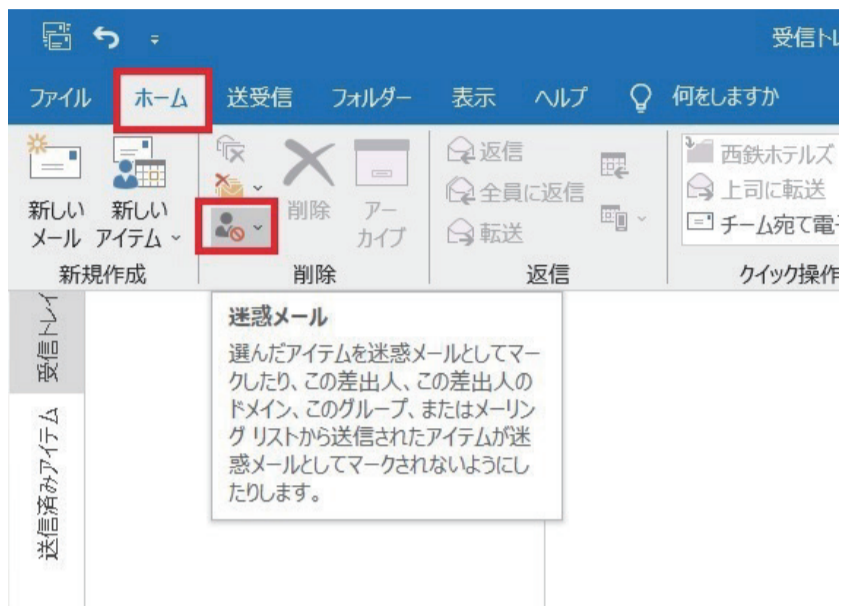 受信トレ
ファイル ホーム 送受信 フォルダー 表示 ヘルプ 何をしますか
新しい
メール
新しい
アイテム
削除
アー
カイブ
返信
全員に返信
転送
西鉄ホテルズ
上司に転送
チーム宛て電
新規作成 削除 返信 クイック操作
受信トレイ
送信済みアイテム
迷惑メール
選んだアイテムを迷惑メールとしてマー
クしたり、この差出人、この差出人の
ドメイン、このグループ、またはメーリン
グ リストから送信されたアイテムが迷
惑メールとしてマークされないようにし
たりします。